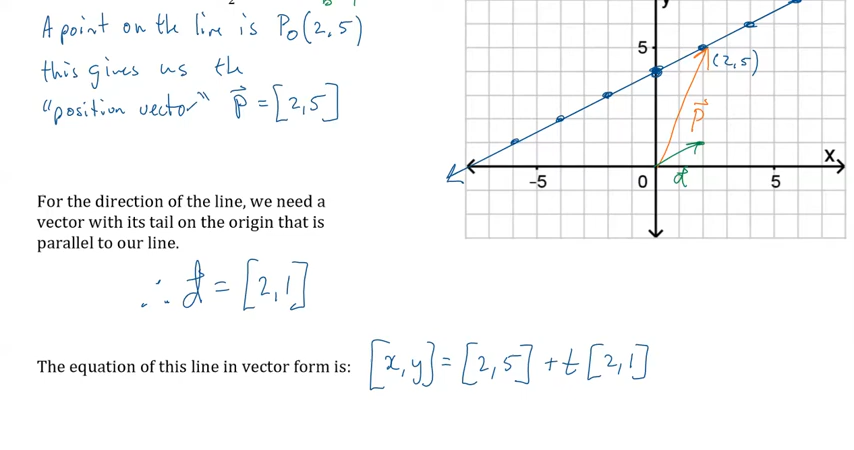 A point on the line is P₀(2,5)
this gives us the
"position vector" p⃗ = [2,5]
y
5
(2,5)
p⃗
x
-5
0
5
d⃗
For the direction of the line, we need a
vector with its tail on the origin that is
parallel to our line.
∴ d⃗ = [2,1]
The equation of this line in vector form is: [x,y] = [2,5] + t[2,1]